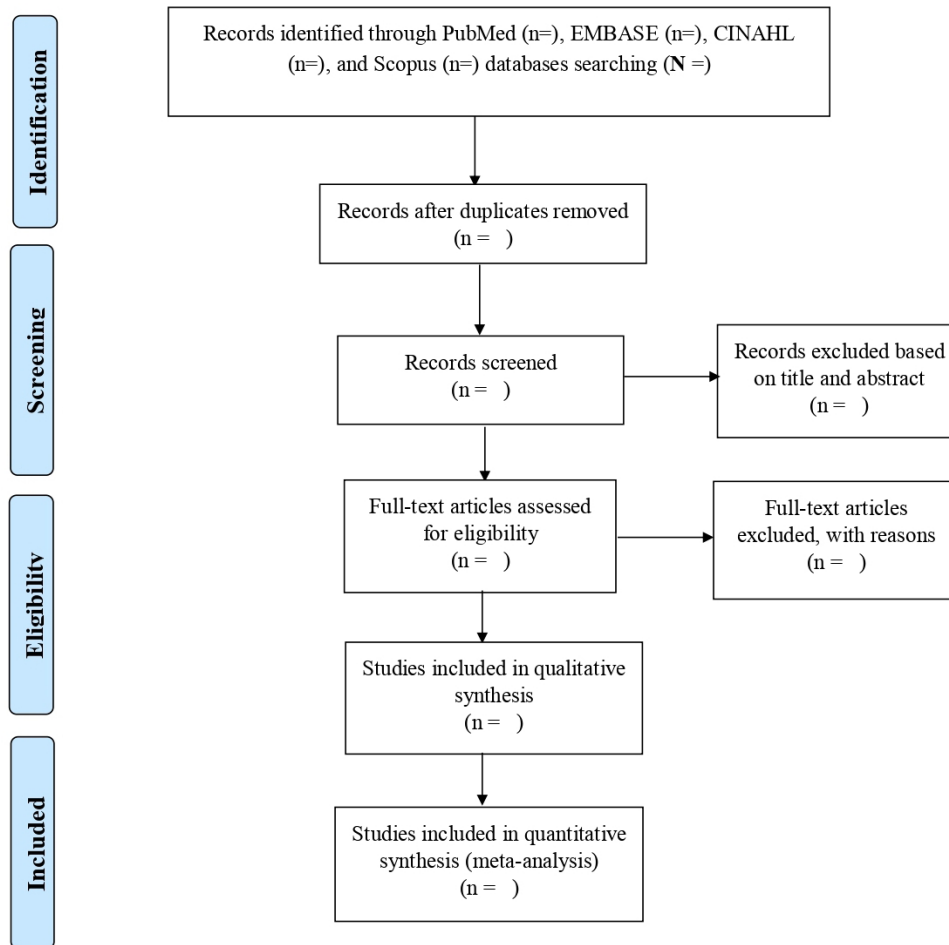 Records identified through PubMed (n=), EMBASE (n=), CINAHL
(n=), and Scopus (n=) databases searching (N =)
Identification
Records after duplicates removed
(n =   )
Screening
Records screened
(n =   )
Records excluded based
on title and abstract
(n =   )
Eligibility
Full-text articles assessed
for eligibility
(n =   )
Full-text articles
excluded, with reasons
(n =   )
Studies included in qualitative
synthesis
(n =   )
Included
Studies included in quantitative
synthesis (meta-analysis)
(n =   )